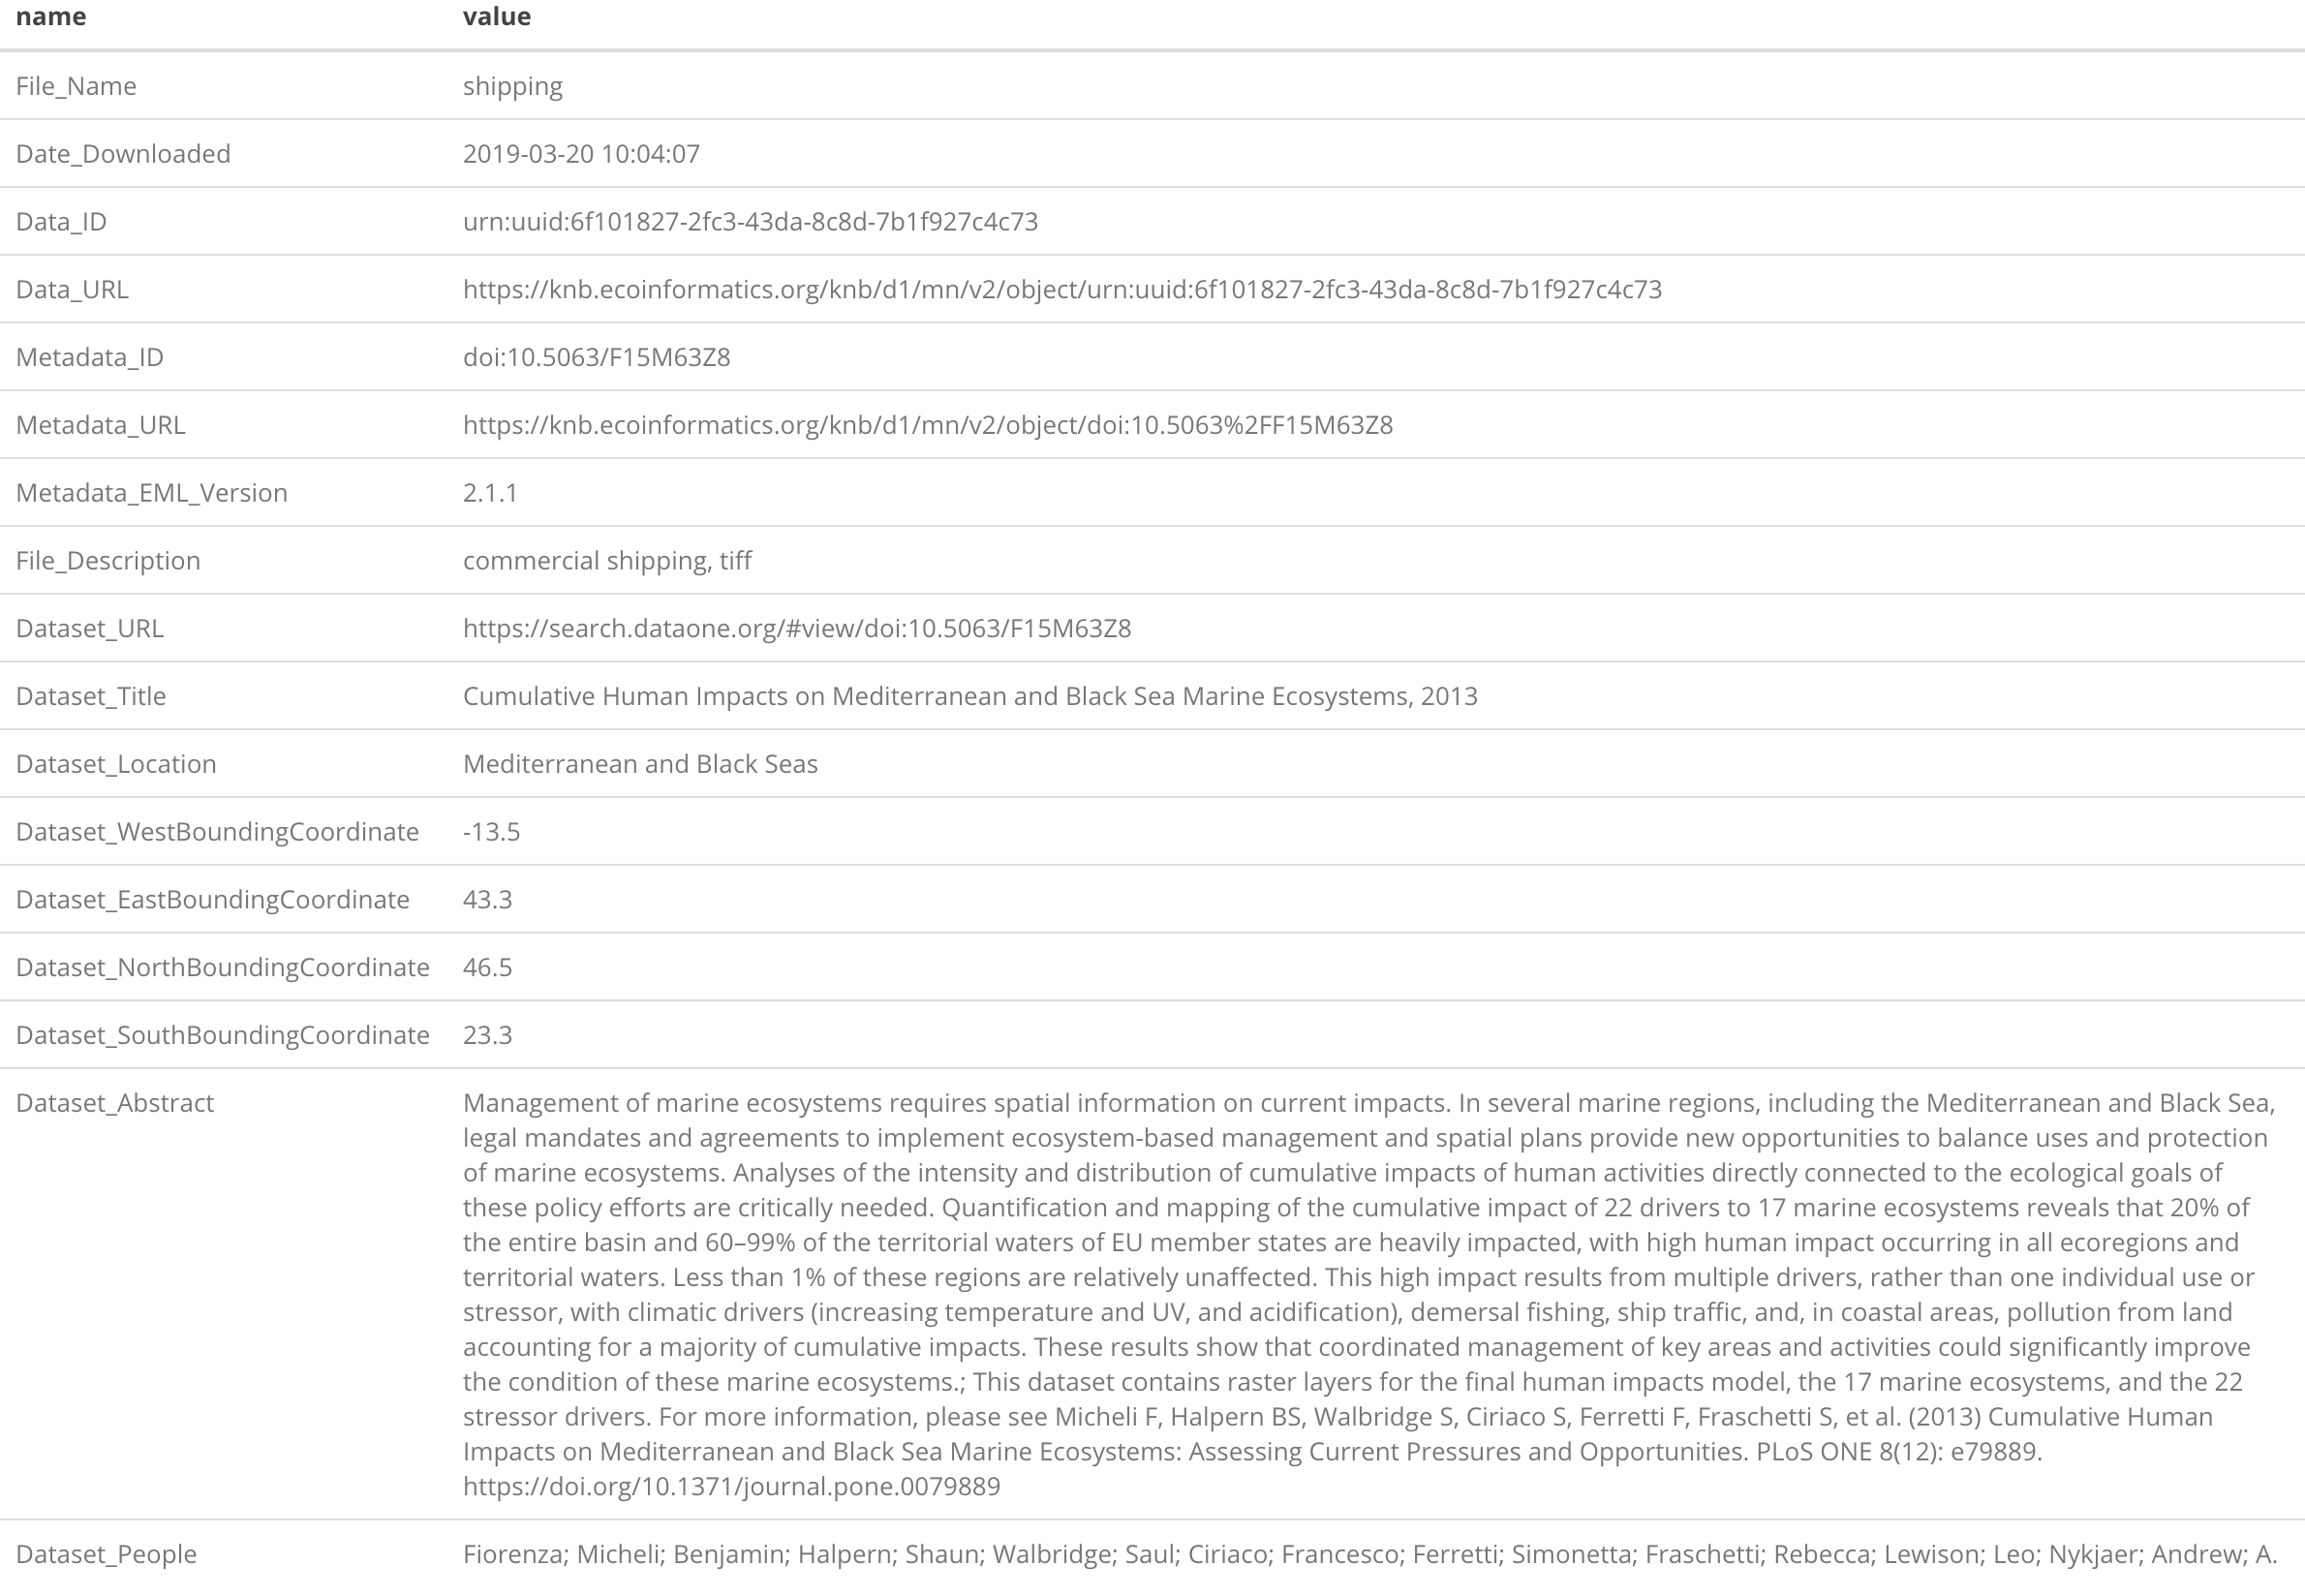 name value
File_Name shipping
Date_Downloaded 2019-03-20 10:04:07
Data_ID urn:uuid:6f101827-2fc3-43da-8c8d-7b1f927c4c73
Data_URL https://knb.ecoinformatics.org/knb/d1/mn/v2/object/urn:uuid:6f101827-2fc3-43da-8c8d-7b1f927c4c73
Metadata_ID doi:10.5063/F15M63Z8
Metadata_URL https://knb.ecoinformatics.org/knb/d1/mn/v2/object/doi:10.5063%2FF15M63Z8
Metadata_EML_Version 2.1.1
File_Description commercial shipping, tiff
Dataset_URL https://search.dataone.org/#view/doi:10.5063/F15M63Z8
Dataset_Title Cumulative Human Impacts on Mediterranean and Black Sea Marine Ecosystems, 2013
Dataset_Location Mediterranean and Black Seas
Dataset_WestBoundingCoordinate -13.5
Dataset_EastBoundingCoordinate 43.3
Dataset_NorthBoundingCoordinate 46.5
Dataset_SouthBoundingCoordinate 23.3
Dataset_Abstract Management of marine ecosystems requires spatial information on current impacts. In several marine regions, including the Mediterranean and Black Sea,
legal mandates and agreements to implement ecosystem-based management and spatial plans provide new opportunities to balance uses and protection
of marine ecosystems. Analyses of the intensity and distribution of cumulative impacts of human activities directly connected to the ecological goals of
these policy efforts are critically needed. Quantification and mapping of the cumulative impact of 22 drivers to 17 marine ecosystems reveals that 20% of
the entire basin and 60–99% of the territorial waters of EU member states are heavily impacted, with high human impact occurring in all ecoregions and
territorial waters. Less than 1% of these regions are relatively unaffected. This high impact results from multiple drivers, rather than one individual use or
stressor, with climatic drivers (increasing temperature and UV, and acidification), demersal fishing, ship traffic, and, in coastal areas, pollution from land
accounting for a majority of cumulative impacts. These results show that coordinated management of key areas and activities could significantly improve
the condition of these marine ecosystems.; This dataset contains raster layers for the final human impacts model, the 17 marine ecosystems, and the 22
stressor drivers. For more information, please see Micheli F, Halpern BS, Walbridge S, Ciriaco S, Ferretti F, Fraschetti S, et al. (2013) Cumulative Human
Impacts on Mediterranean and Black Sea Marine Ecosystems: Assessing Current Pressures and Opportunities. PLoS ONE 8(12): e79889.
https://doi.org/10.1371/journal.pone.0079889
Dataset_People Fiorenza; Micheli; Benjamin; Halpern; Shaun; Walbridge; Saul; Ciriaco; Francesco; Ferretti; Simonetta; Fraschetti; Rebecca; Lewison; Leo; Nykjaer; Andrew; A.